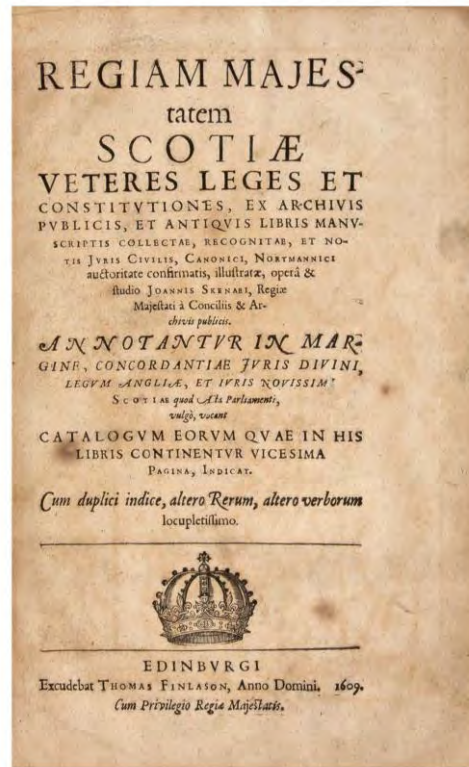 REGIAM MAJES-
tatem
SCOTIÆ
VETERES LEGES ET
CONSTITVTIONES, EX ARCHIVIS
PVBLICIS, ET ANTIQVIS LIBRIS MANV-
SCRIPTIS COLLECTAE, RECOGNITAE, ET NO-
TIS JVRIS CIVILIS, CANONICI, NORTMANNICI
auctoritate confirmatis, illuſtratæ, operâ &
ſtudio JOANNIS SKENAEI, Regiæ
Majeſtati à Conciliis & Ar-
chivis publicis.
ANNOTANTVR IN MAR-
GINE, CONCORDANTIAE JVRIS DIVINI,
LEGVM ANGLIÆ, ET IVRIS NOVISSIMI
SCOTIAE quod Acta Parliamenti,
vulgò, vocant
CATALOGVM EORVM QVAE IN HIS
LIBRIS CONTINENTVR VICESIMA
PAGINA, INDICAT.
Cum duplici indice, altero Rerum, altero verborum
locupletiſſimo.
EDINBVRGI
Excudebat THOMAS FINLASON, Anno Domini. 1609.
Cum Privilegio Regiæ Majeſtatis.